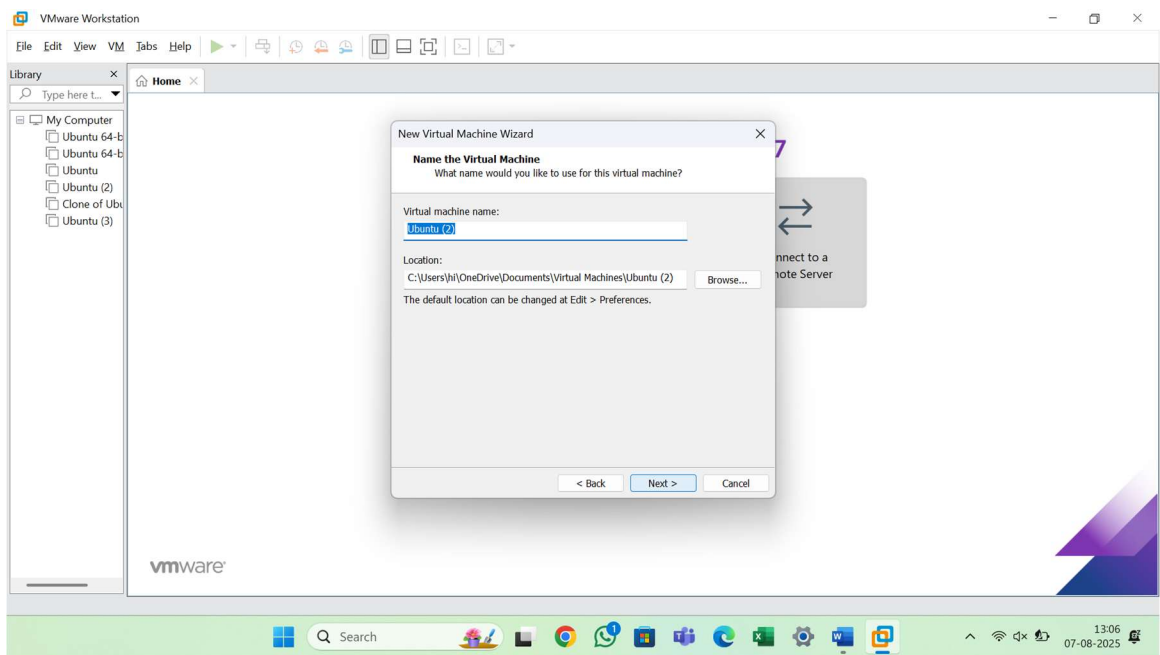 VMware Workstation
File Edit View VM Tabs Help
Library
Home
Type here t...
My Computer
Ubuntu 64-b
Ubuntu 64-b
Ubuntu
Ubuntu (2)
Clone of Ubu
Ubuntu (3)
New Virtual Machine Wizard
Name the Virtual Machine
What name would you like to use for this virtual machine?
Virtual machine name:
Ubuntu (2)
Location:
C:\Users\hi\OneDrive\Documents\Virtual Machines\Ubuntu (2)
Browse...
The default location can be changed at Edit > Preferences.
< Back
Next >
Cancel
7
nnect to a
note Server
vmware
Search
1
13:06
07-08-2025